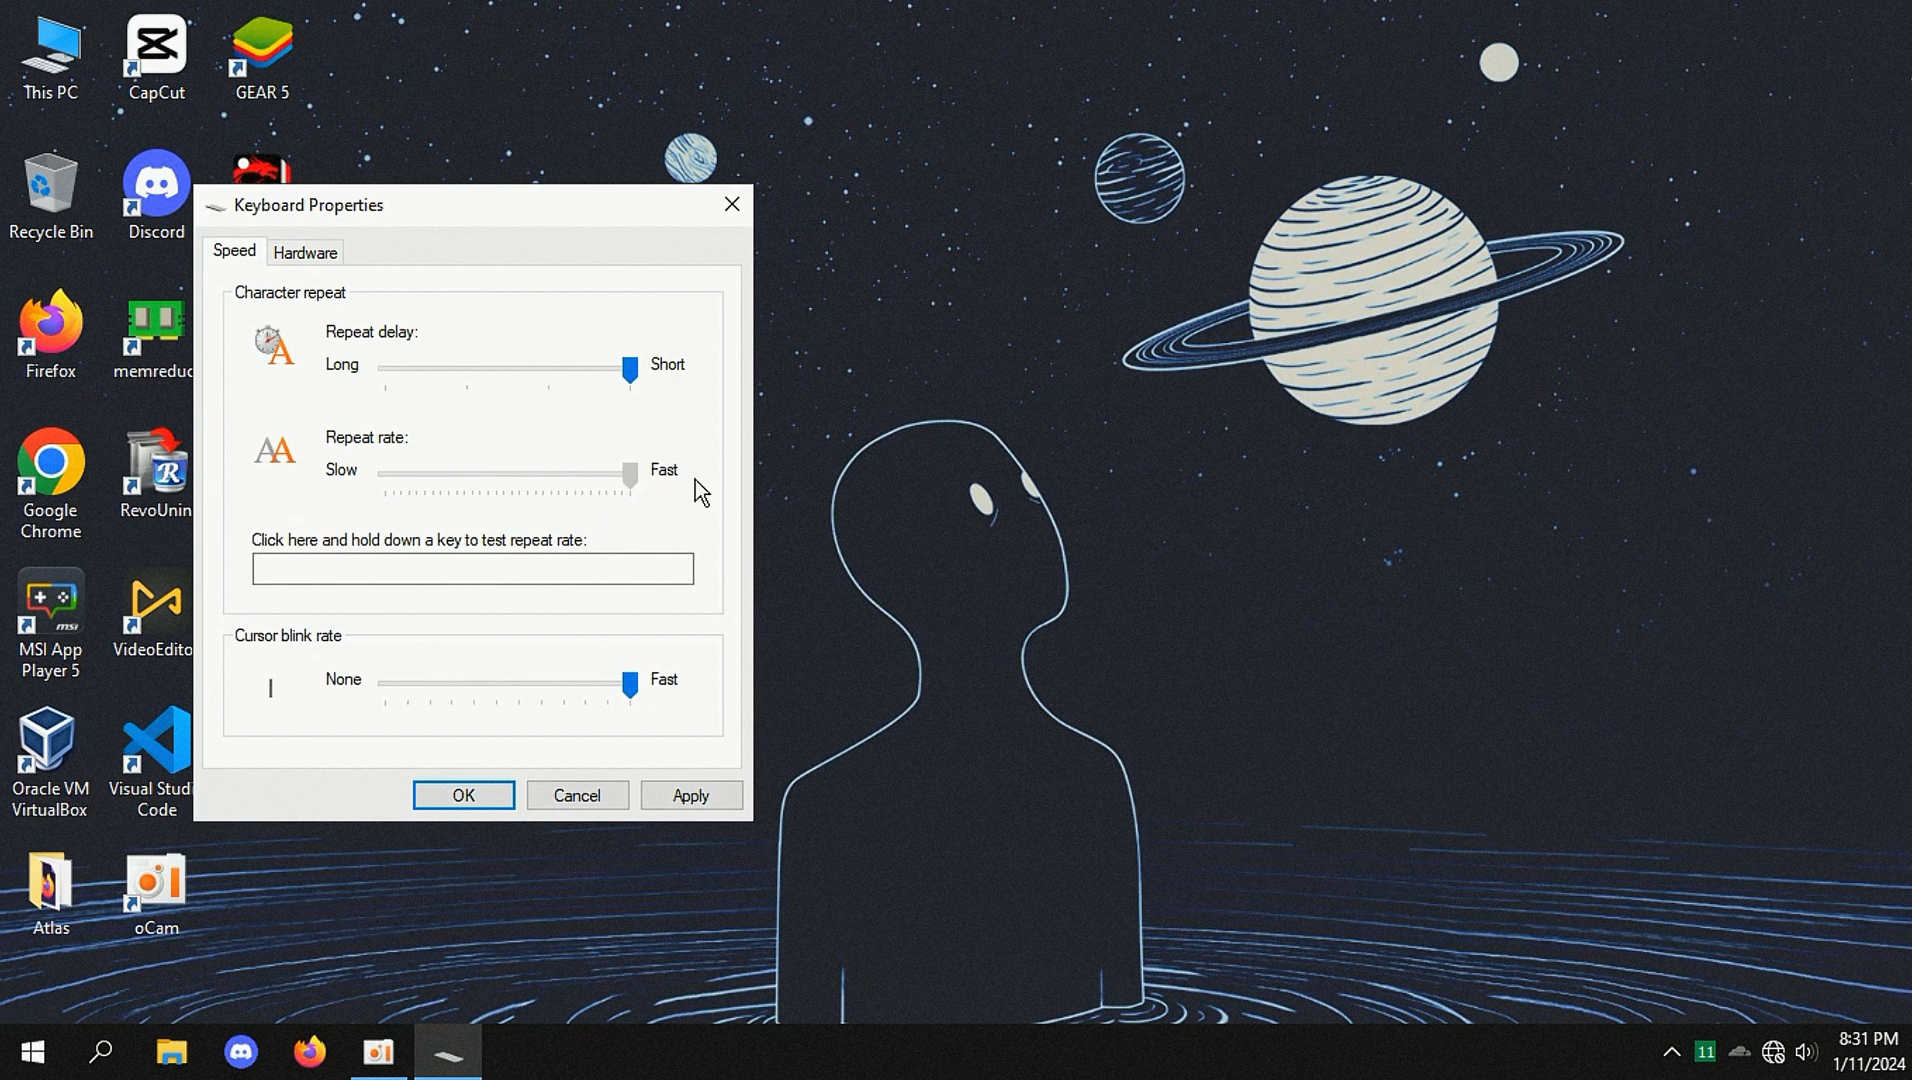 This PC
CapCut
GEAR 5
Recycle Bin
Discord
Firefox
memreduc
Google
Chrome
RevoUnin
MSI App
Player 5
msi
VideoEdito
Oracle VM
VirtualBox
Visual Studi
Code
Atlas
oCam
Keyboard Properties
Speed
Hardware
Character repeat
Repeat delay:
Long
Short
Repeat rate:
Slow
Fast
Click here and hold down a key to test repeat rate:
Cursor blink rate
None
Fast
OK
Cancel
Apply
11
8:31 PM
1/11/2024